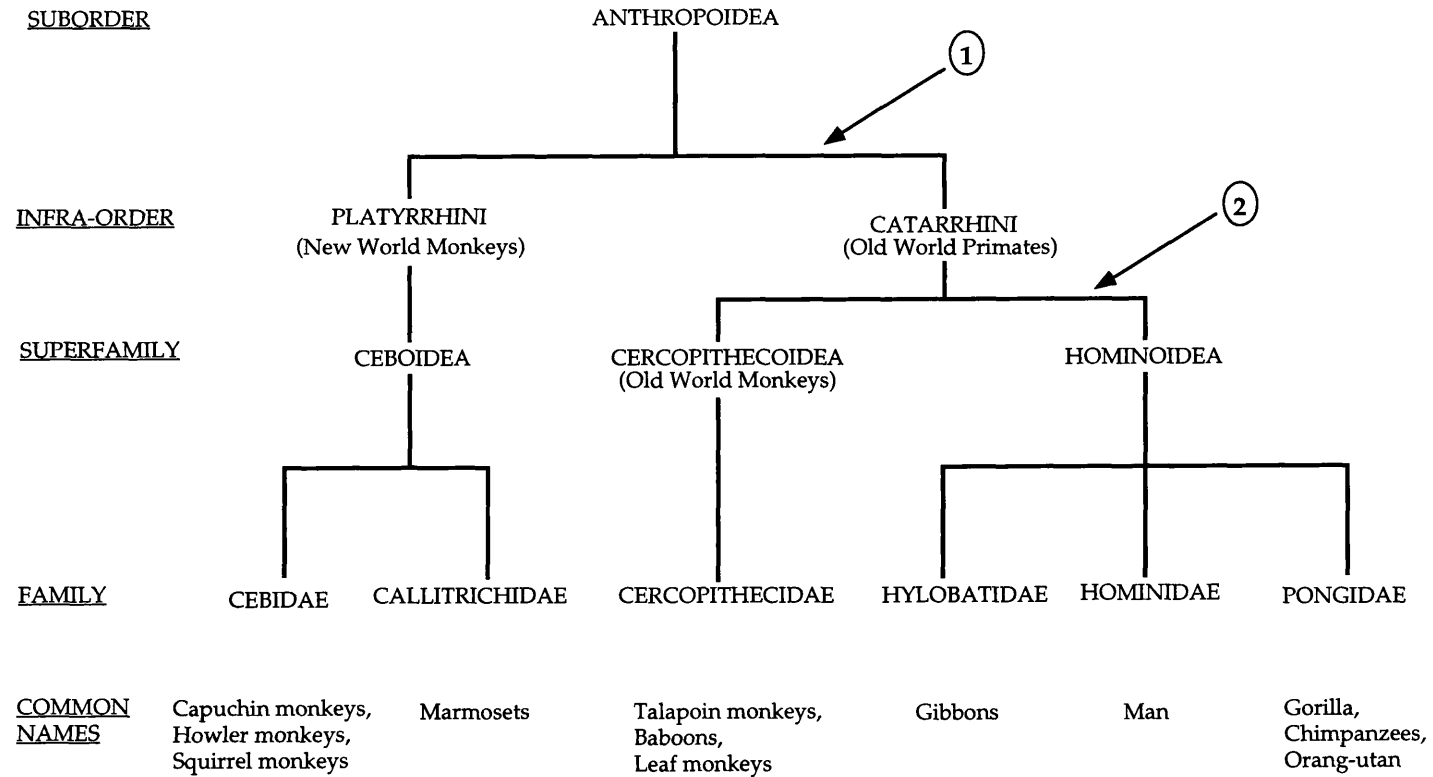 SUBORDER
ANTHROPOIDEA
1
INFRA-ORDER
PLATYRRHINI
(New World Monkeys)
CATARRHINI
(Old World Primates)
2
SUPERFAMILY
CEBOIDEA
CERCOPITHECOIDEA
(Old World Monkeys)
HOMINOIDEA
FAMILY
CEBIDAE
CALLITRICHIDAE
CERCOPITHECIDAE
HYLOBATIDAE
HOMINIDAE
PONGIDAE
COMMON
NAMES
Capuchin monkeys,
Howler monkeys,
Squirrel monkeys
Marmosets
Talapoin monkeys,
Baboons,
Leaf monkeys
Gibbons
Man
Gorilla,
Chimpanzees,
Orang-utan